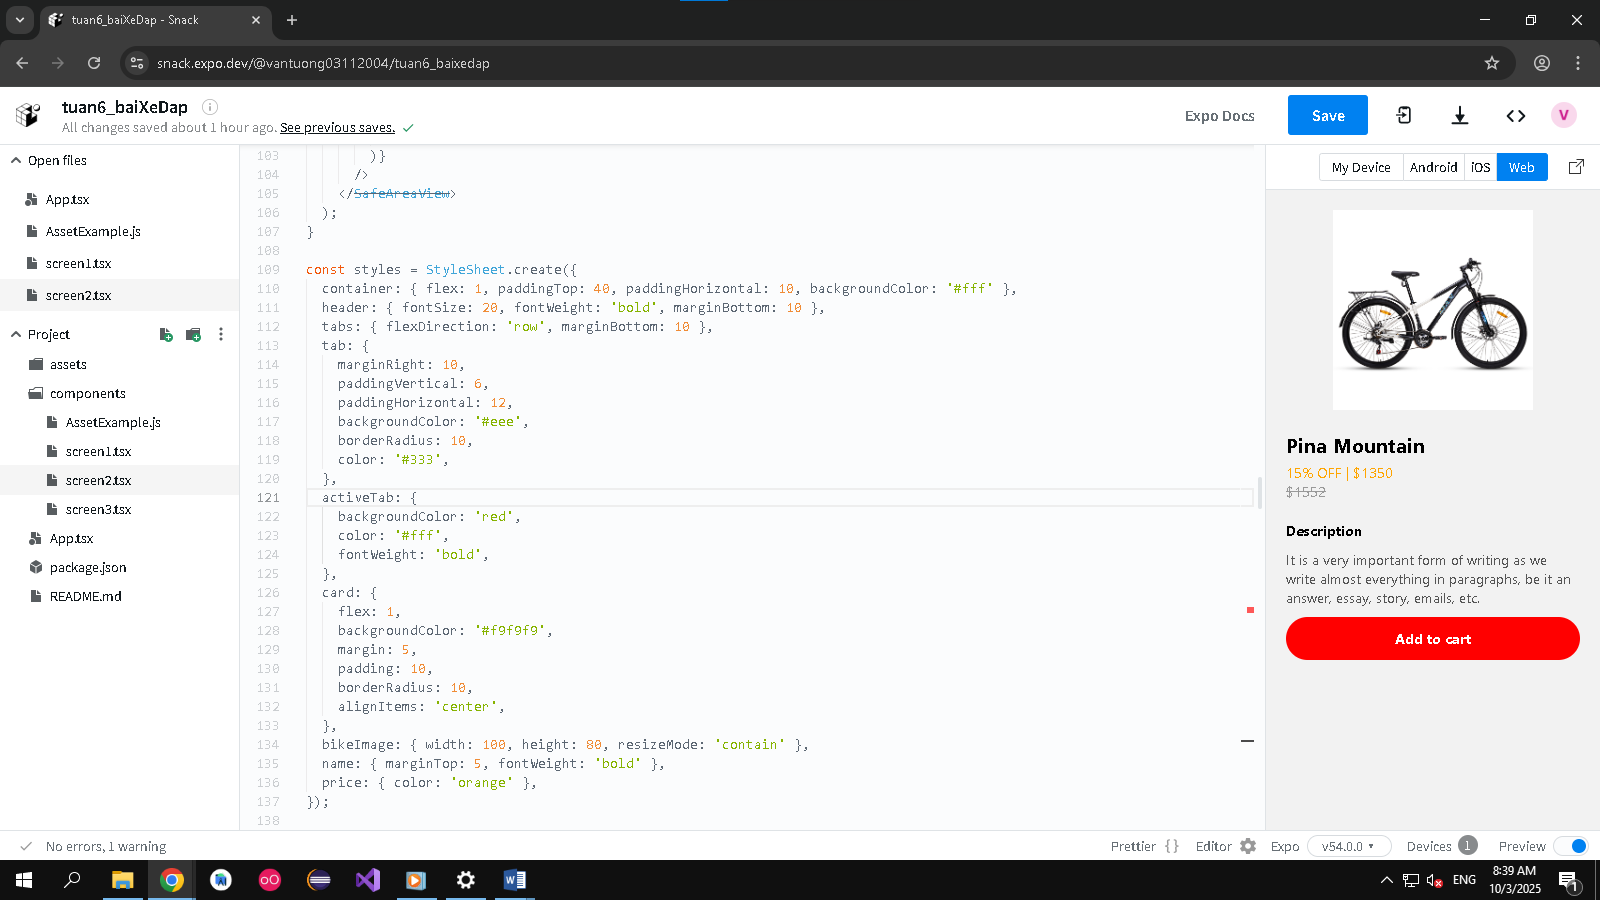 tuan6_baiXeDap - Snack
snack.expo.dev/@vantuong03112004/tuan6_baixedap
tuan6_baiXeDap
All changes saved about 1 hour ago. See previous saves.
Expo Docs
Save
V
Open files
App.tsx
AssetExample.js
screen1.tsx
screen2.tsx
Project
assets
components
AssetExample.js
screen1.tsx
screen2.tsx
screen3.tsx
App.tsx
package.json
README.md
103 )}
104 />
105 </SafeAreaView>
106 );
107 }
108
109 const styles = StyleSheet.create({
110 container: { flex: 1, paddingTop: 40, paddingHorizontal: 10, backgroundColor: '#fff' },
111 header: { fontSize: 20, fontWeight: 'bold', marginBottom: 10 },
112 tabs: { flexDirection: 'row', marginBottom: 10 },
113 tab: {
114 marginRight: 10,
115 paddingVertical: 6,
116 paddingHorizontal: 12,
117 backgroundColor: '#eee',
118 borderRadius: 10,
119 color: '#333',
120 },
121 activeTab: {
122 backgroundColor: 'red',
123 color: '#fff',
124 fontWeight: 'bold',
125 },
126 card: {
127 flex: 1,
128 backgroundColor: '#f9f9f9',
129 margin: 5,
130 padding: 10,
131 borderRadius: 10,
132 alignItems: 'center',
133 },
134 bikeImage: { width: 100, height: 80, resizeMode: 'contain' },
135 name: { marginTop: 5, fontWeight: 'bold' },
136 price: { color: 'orange' },
137 });
138
My Device Android iOS Web
Pina Mountain
15% OFF | $1350
$1552
Description
It is a very important form of writing as we
write almost everything in paragraphs, be it an
answer, essay, story, emails, etc.
Add to cart
No errors, 1 warning
Prettier {} Editor Expo v54.0.0 Devices 1 Preview
ENG
8:39 AM
10/3/2025
1